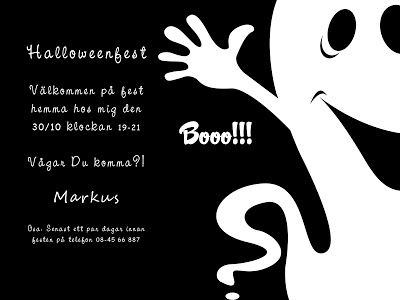 Halloweenfest
Välkommen på fest
hemma hos mig den
30/10 klockan 19-21
Booo!!!
Vågar Du komma?!
Markus
Osa. Senast ett par dagar innan
festen på telefon 08-45 66 887